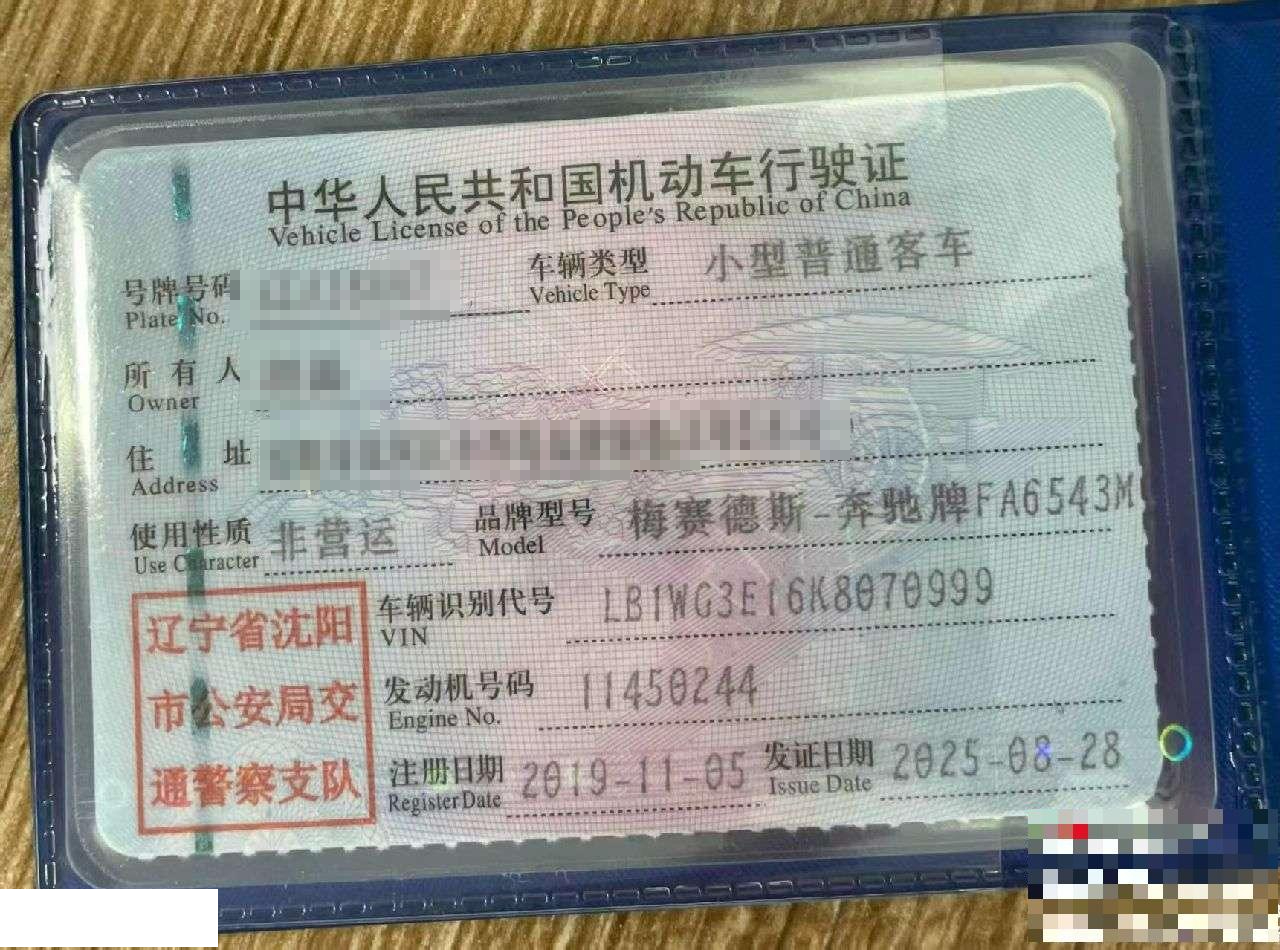 中华人民共和国机动车行驶证
Vehicle License of the People's Republic of China
号牌号码 车辆类型 小型普通客车
Plate No. Vehicle Type
所有人
Owner
住址
Address
使用性质 非营运 品牌型号 梅赛德斯-奔驰牌FA6543M
Use Character Model
辽宁省沈阳
市公安局交
通警察支队
车辆识别代号 LB1WG3E16K8070999
VIN
发动机号码 11450244
Engine No.
注册日期 2019-11-05 发证日期 2025-08-28
Register Date Issue Date